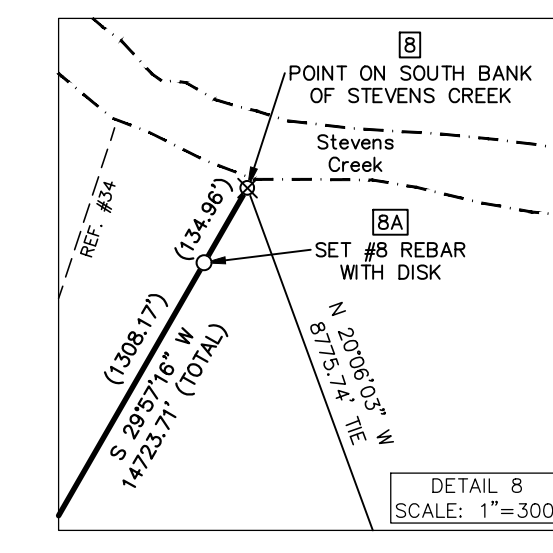 8
POINT ON SOUTH BANK
OF STEVENS CREEK
Stevens
Creek
REF. #34
(134.96')
8A
SET #8 REBAR
WITH DISK
(1308.17')
S 29°57'16" W
14723.71' (TOTAL)
N 20°06'03" W
8775.74' TIE
DETAIL 8
SCALE: 1"=300